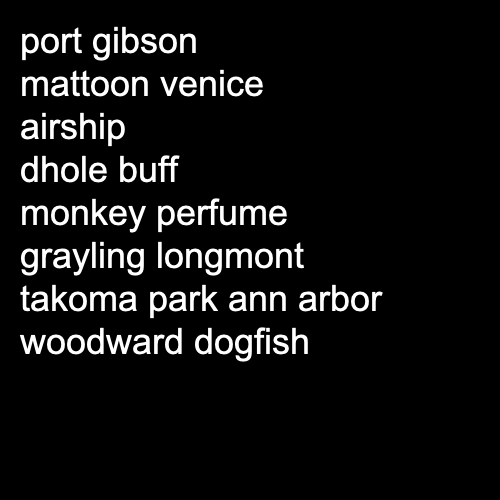 port gibson
mattoon venice
airship
dhole buff
monkey perfume
grayling longmont
takoma park ann arbor
woodward dogfish